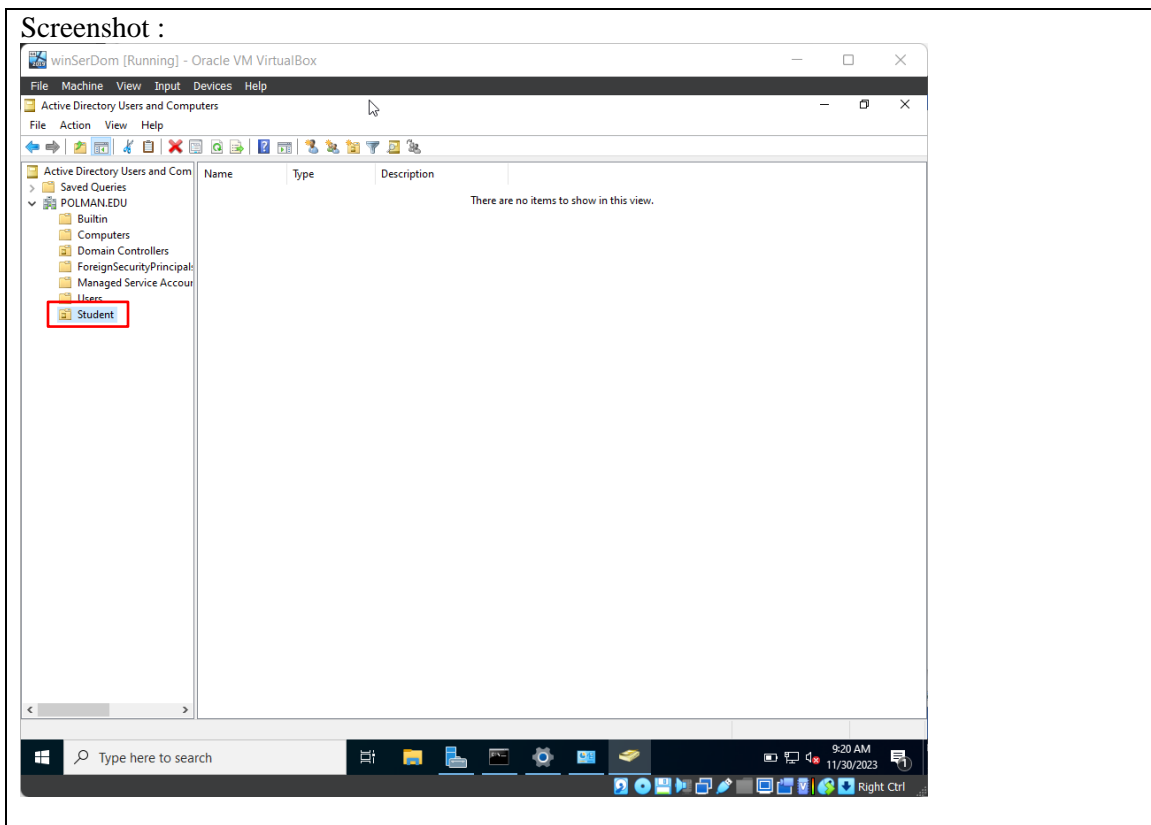 Screenshot :
winSerDom [Running] - Oracle VM VirtualBox
File Machine View Input Devices Help
Active Directory Users and Computers
File Action View Help
Active Directory Users and Com
Name Type Description
Saved Queries
There are no items to show in this view.
POLMAN.EDU
Builtin
Computers
Domain Controllers
ForeignSecurityPrincipals
Managed Service Accour
Users
Student
Type here to search
9:20 AM
11/30/2023
1
Right Ctrl